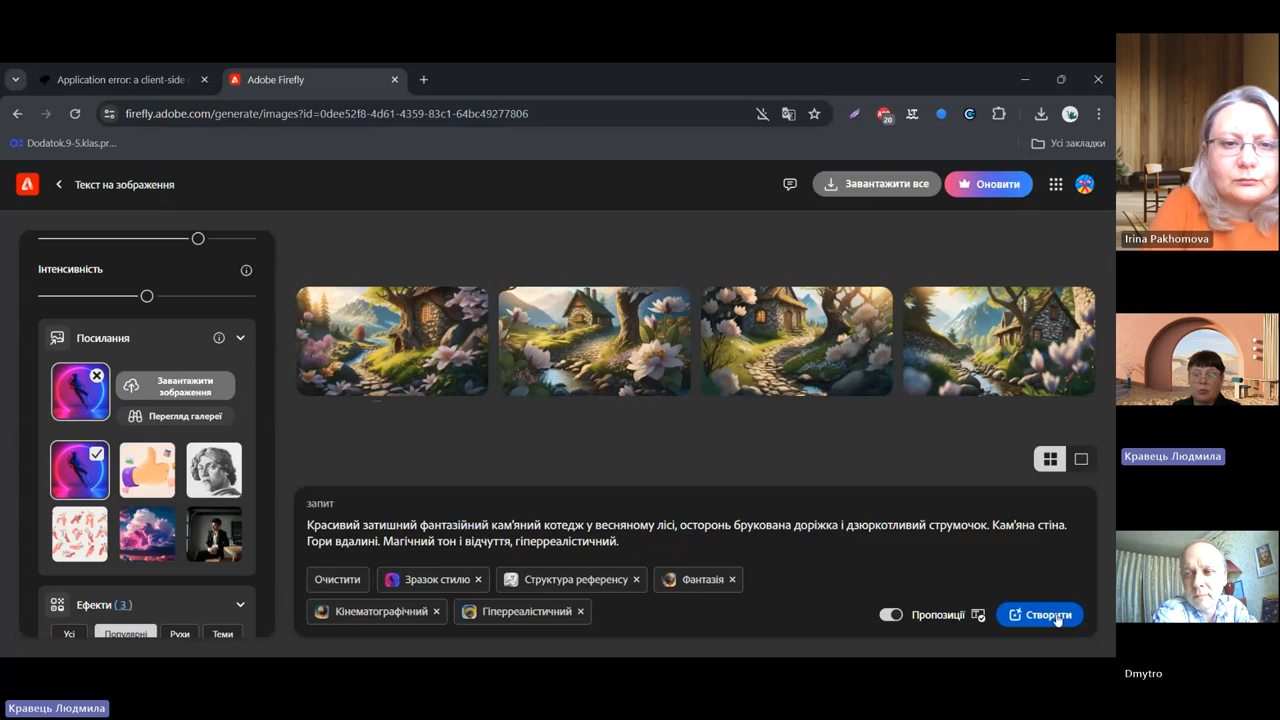 Application error: a client-side
Adobe Firefly
firefly.adobe.com/generate/images?id=0dee52f8-4d61-4359-83c1-64bc49277806
20
Dodatok.9-5.klas.pr...
Усі закладки
Текст на зображення
Завантажити все
Оновити
Інтенсивність
Посилання
Завантажити
зображення
Перегляд галереї
Ефекти (3)
Усі
Популярні
Рухи
Теми
запит
Красивий затишний фантазійний кам'яний котедж у весняному лісі, осторонь брукована доріжка і дзюркотливий струмочок. Кам'яна стіна.
Гори вдалині. Магічний тон і відчуття, гіперреалістичний.
Очистити
Зразок стилю
Структура референсу
Фантазія
Кінематографічний
Гіперреалістичний
Пропозиції
Створити
Irina Pakhomova
Кравець Людмила
Dmytro
Кравець Людмила